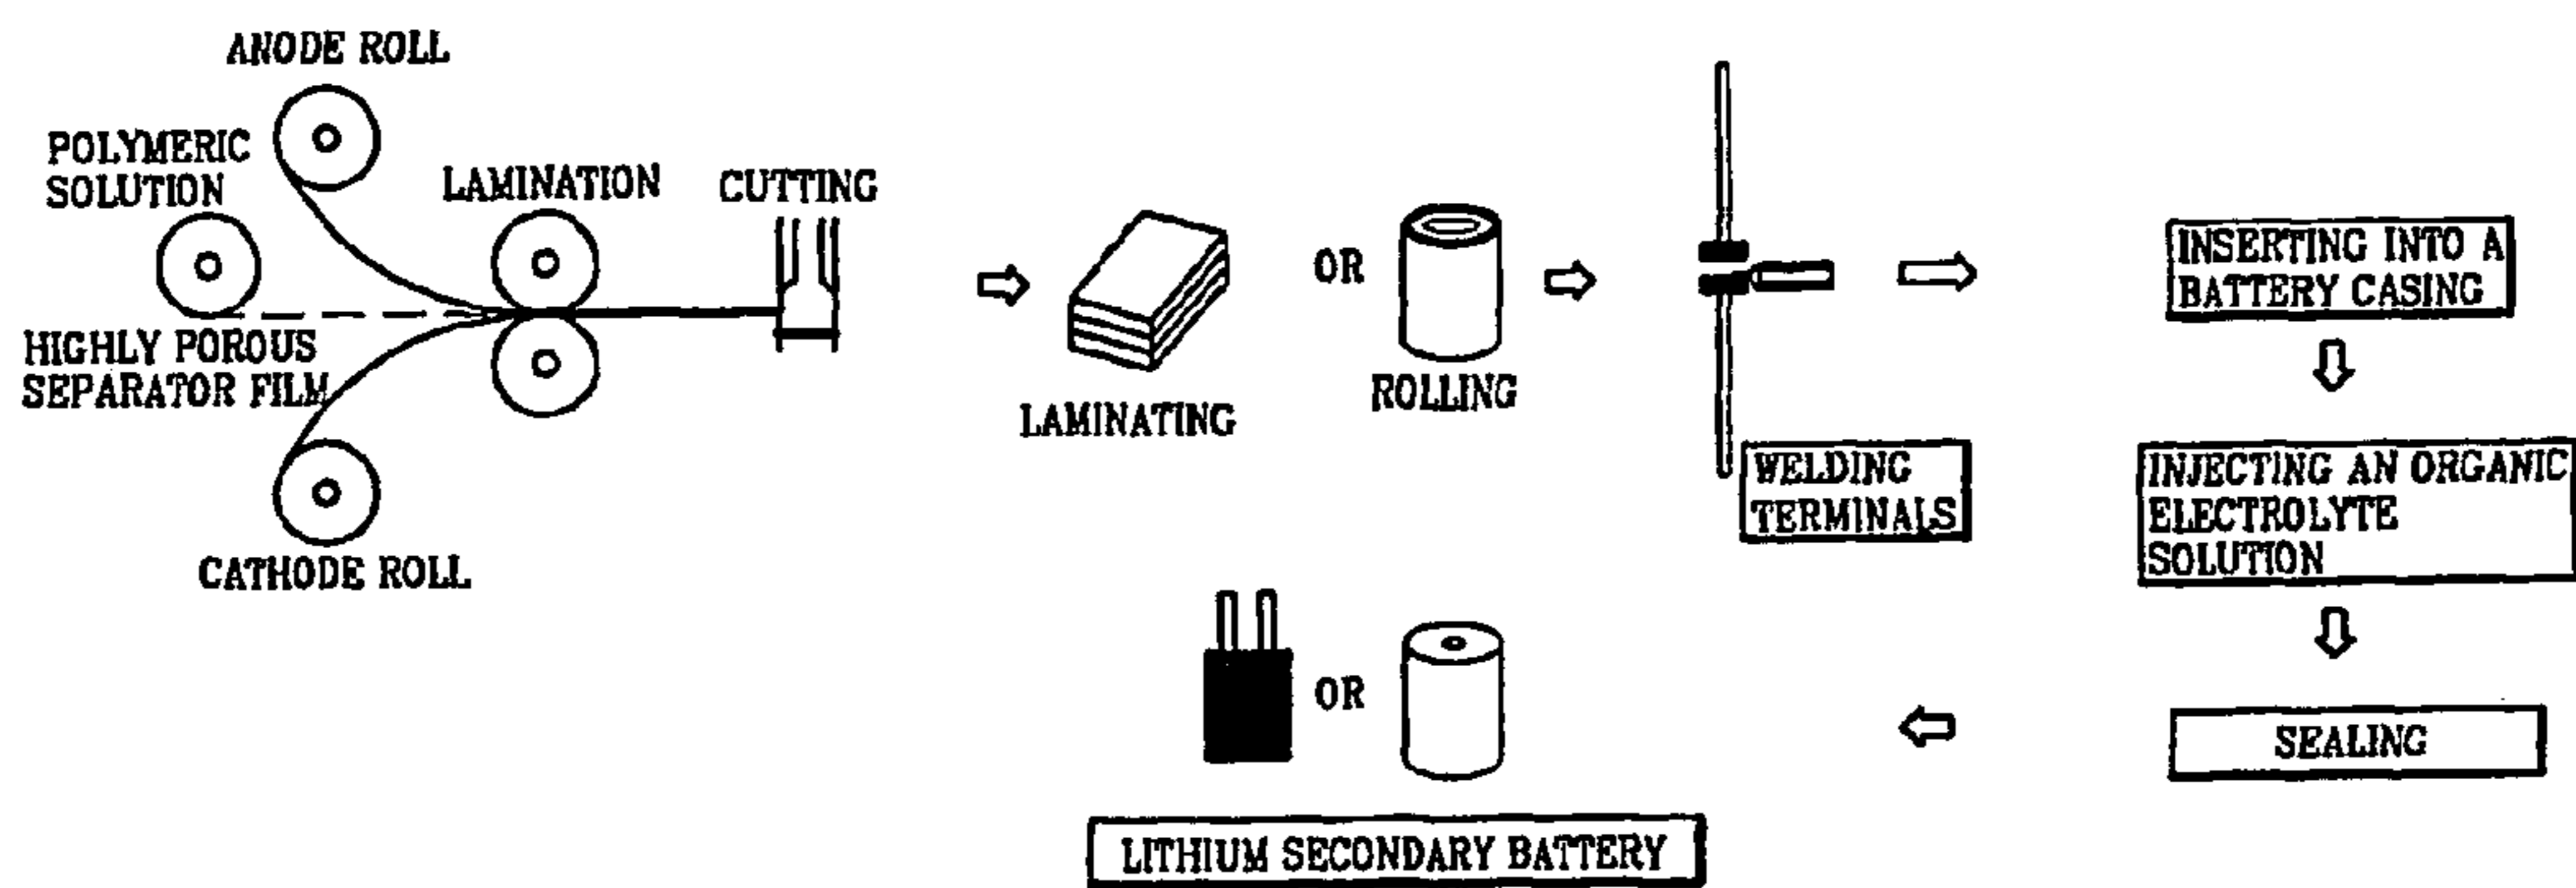 ANODE ROLL
POLYMERIC
SOLUTION
LAMINATION
CUTTING
HIGHLY POROUS
SEPARATOR FILM
CATHODE ROLL
LAMINATING
OR
ROLLING
WELDING
TERMINALS
INSERTING INTO A
BATTERY CASING
INJECTING AN ORGANIC
ELECTROLYTE
SOLUTION
SEALING
OR
LITHIUM SECONDARY BATTERY